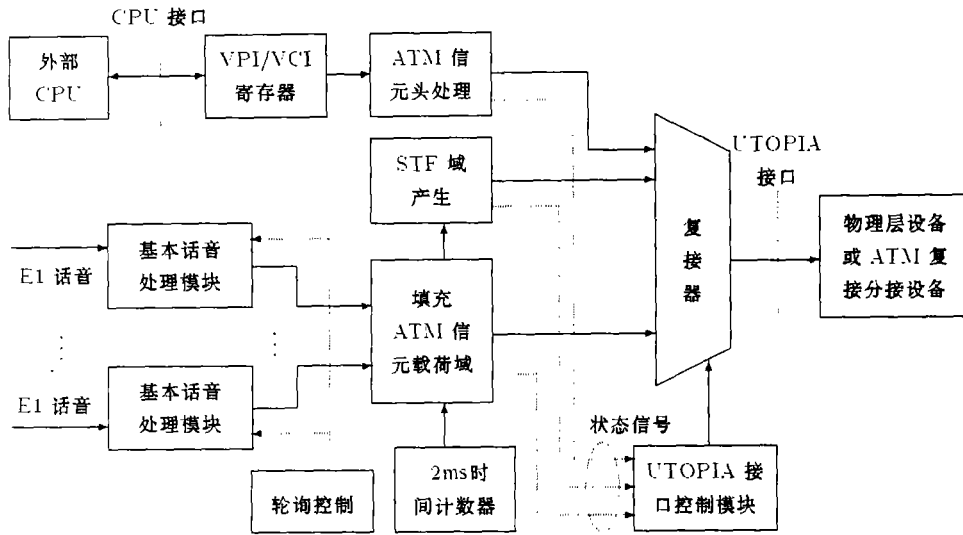 CPU 接口
外部
CPU
VPI/VCI
寄存器
ATM 信
元头处理
STF 域
产生
UTOPIA
接口
复
接
器
物理层设备
或 ATM 复
接分接设备
基本话音
处理模块
E1 话音
填充
ATM 信
元载荷域
基本话音
处理模块
E1 话音
状态信号
轮询控制
2ms时
间计数器
UTOPIA 接
口控制模块